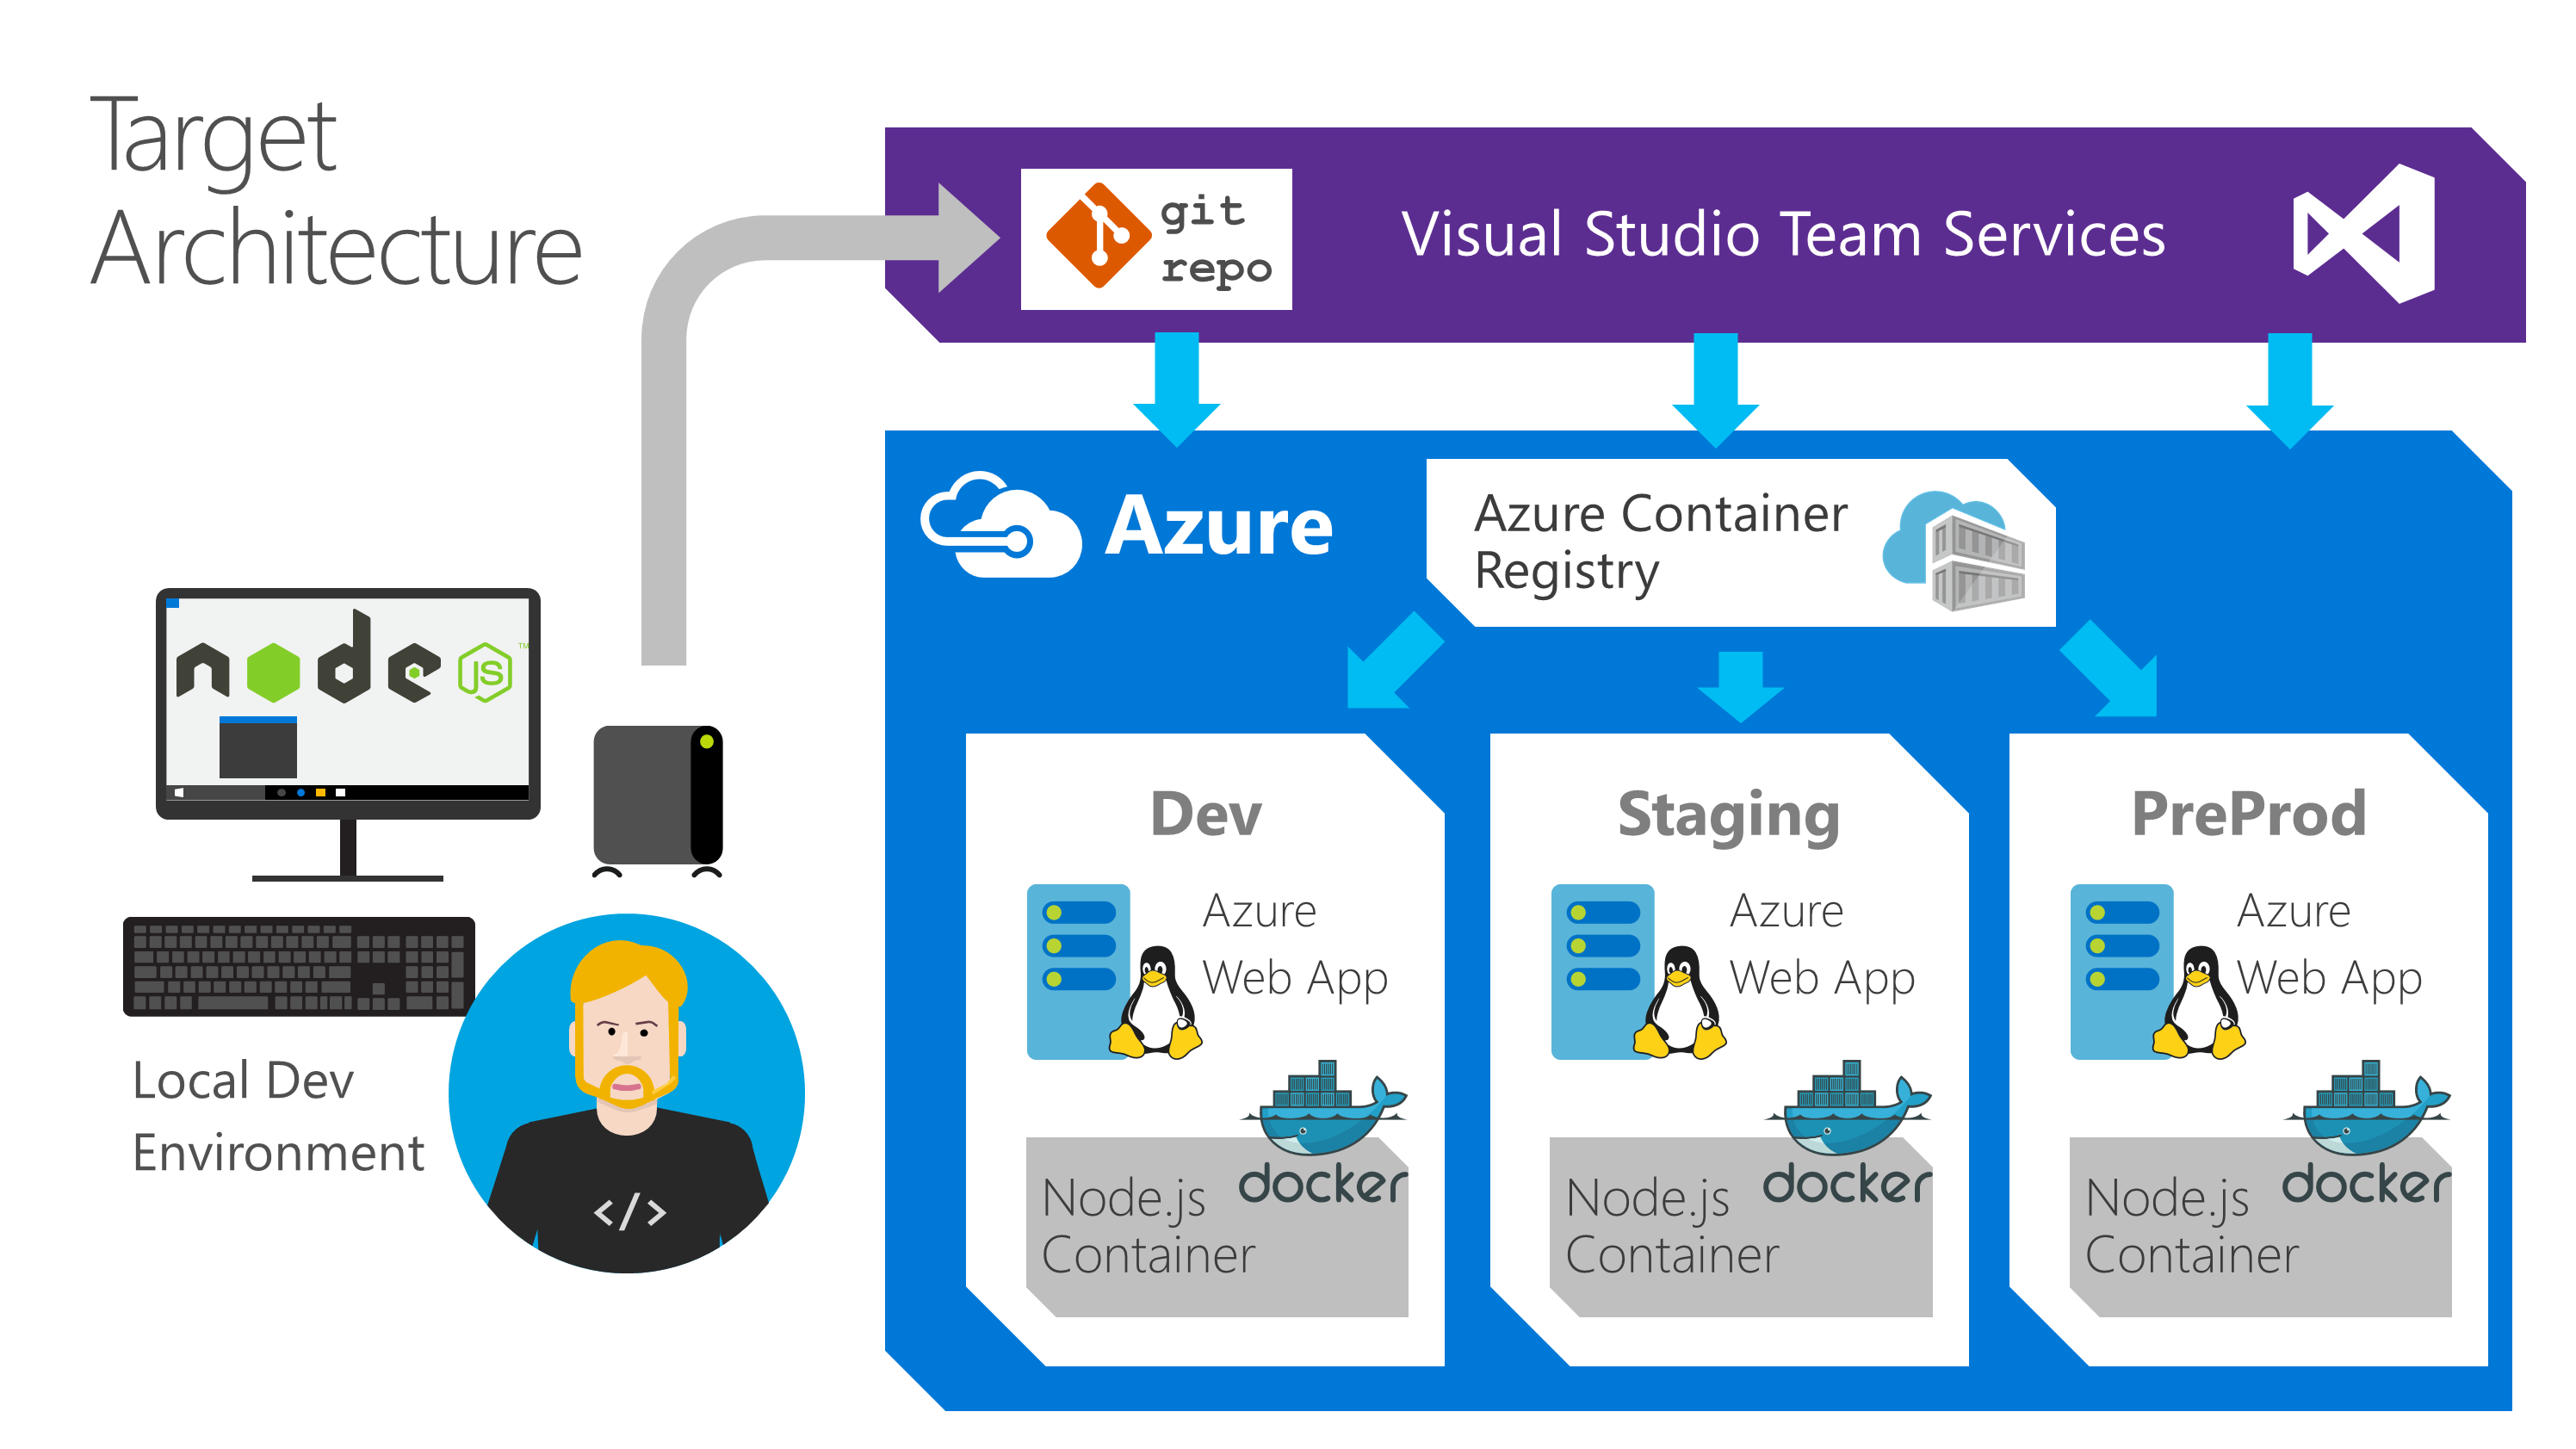 Target
Architecture
git
repo
Visual Studio Team Services
Azure
Azure Container
Registry
node
JS
TM
Local Dev
Environment
</>
Dev
Azure
Web App
docker
Node.js
Container
Staging
Azure
Web App
docker
Node.js
Container
PreProd
Azure
Web App
docker
Node.js
Container